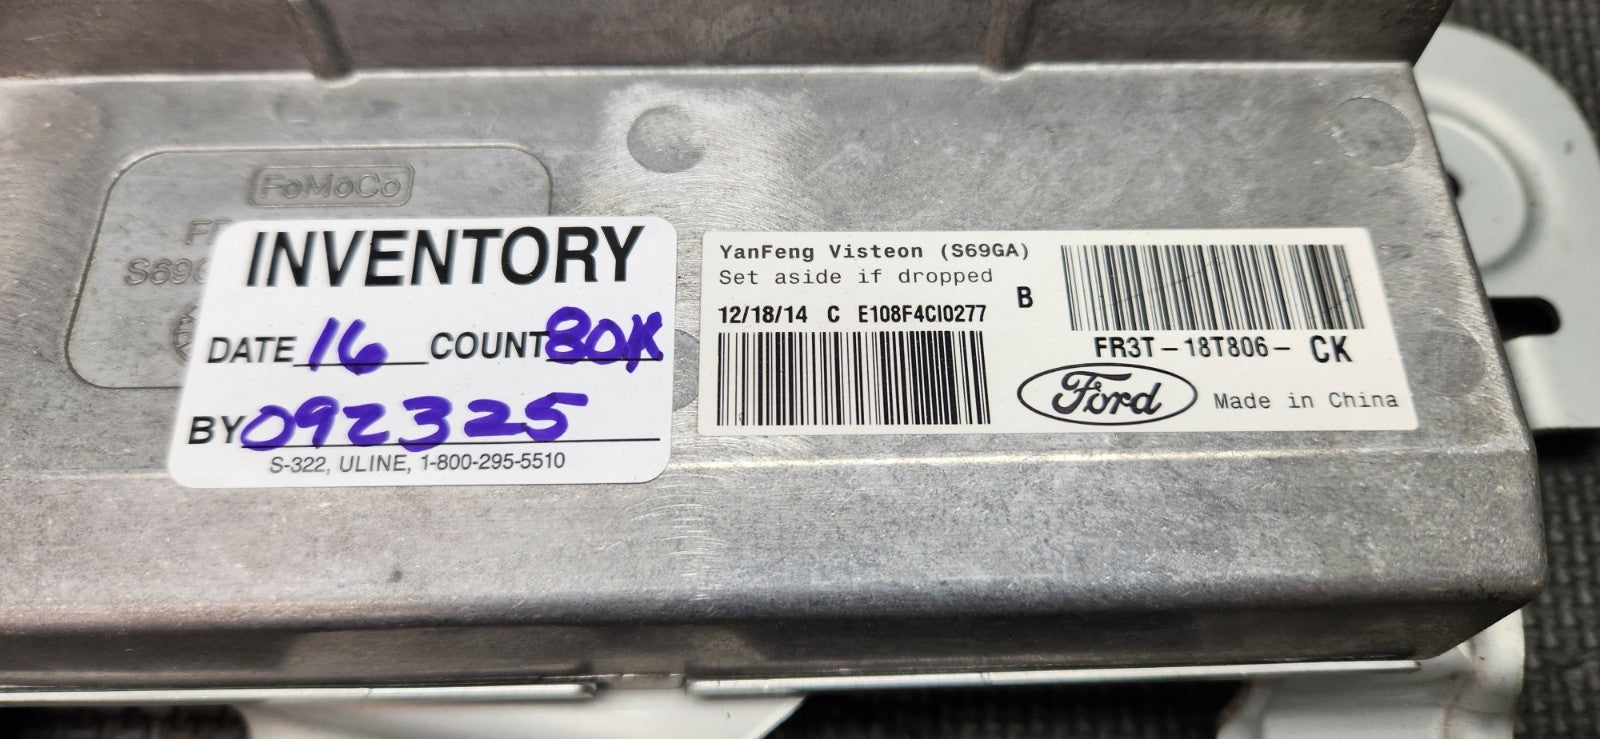 FoMoCo
INVENTORY
DATE 16 COUNT 80X
BY 092325
S-322, ULINE, 1-800-295-5510
YanFeng Visteon (S69GA)
Set aside if dropped
12/18/14 C E108F4CI0277 B
FR3T-18T806- CK
Ford Made in China